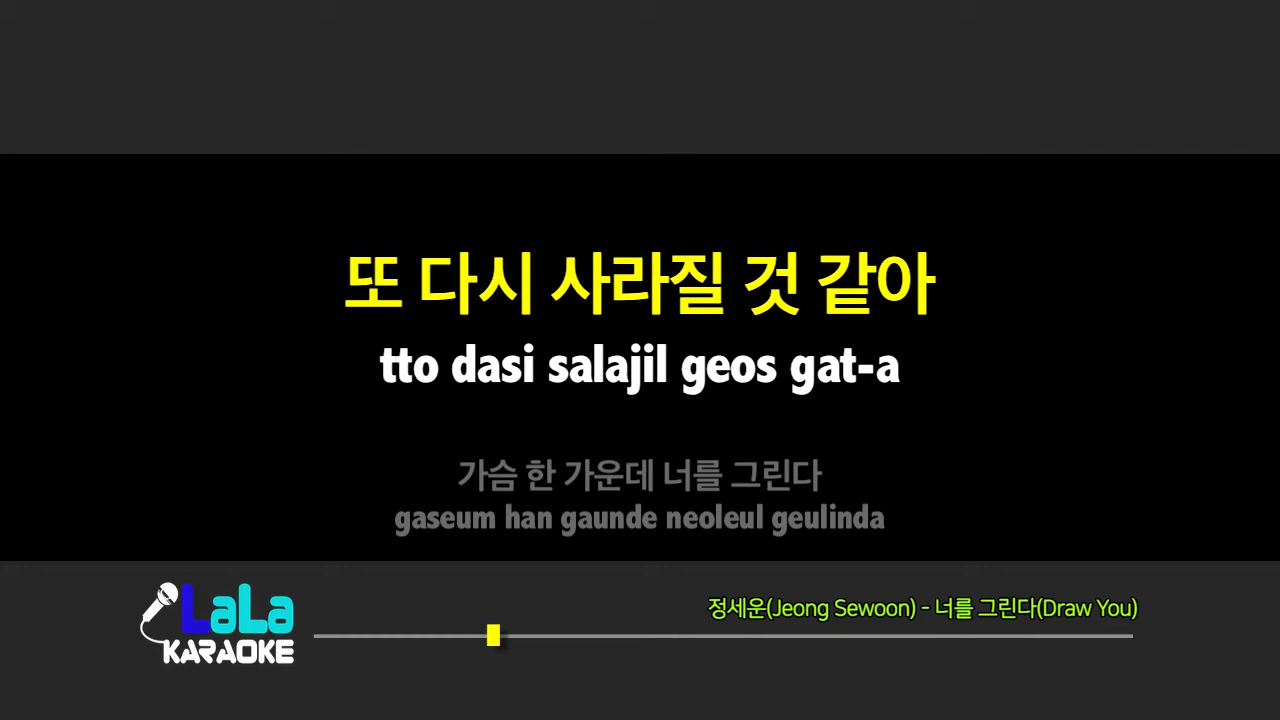 또 다시 사라질 것 같아
tto dasi salajil geos gat-a
가슴 한 가운데 너를 그린다
gaseum han gaunde neoleul geulinda
LaLa
KARAOKE
정세운(Jeong Sewoon) - 너를 그린다(Draw You)